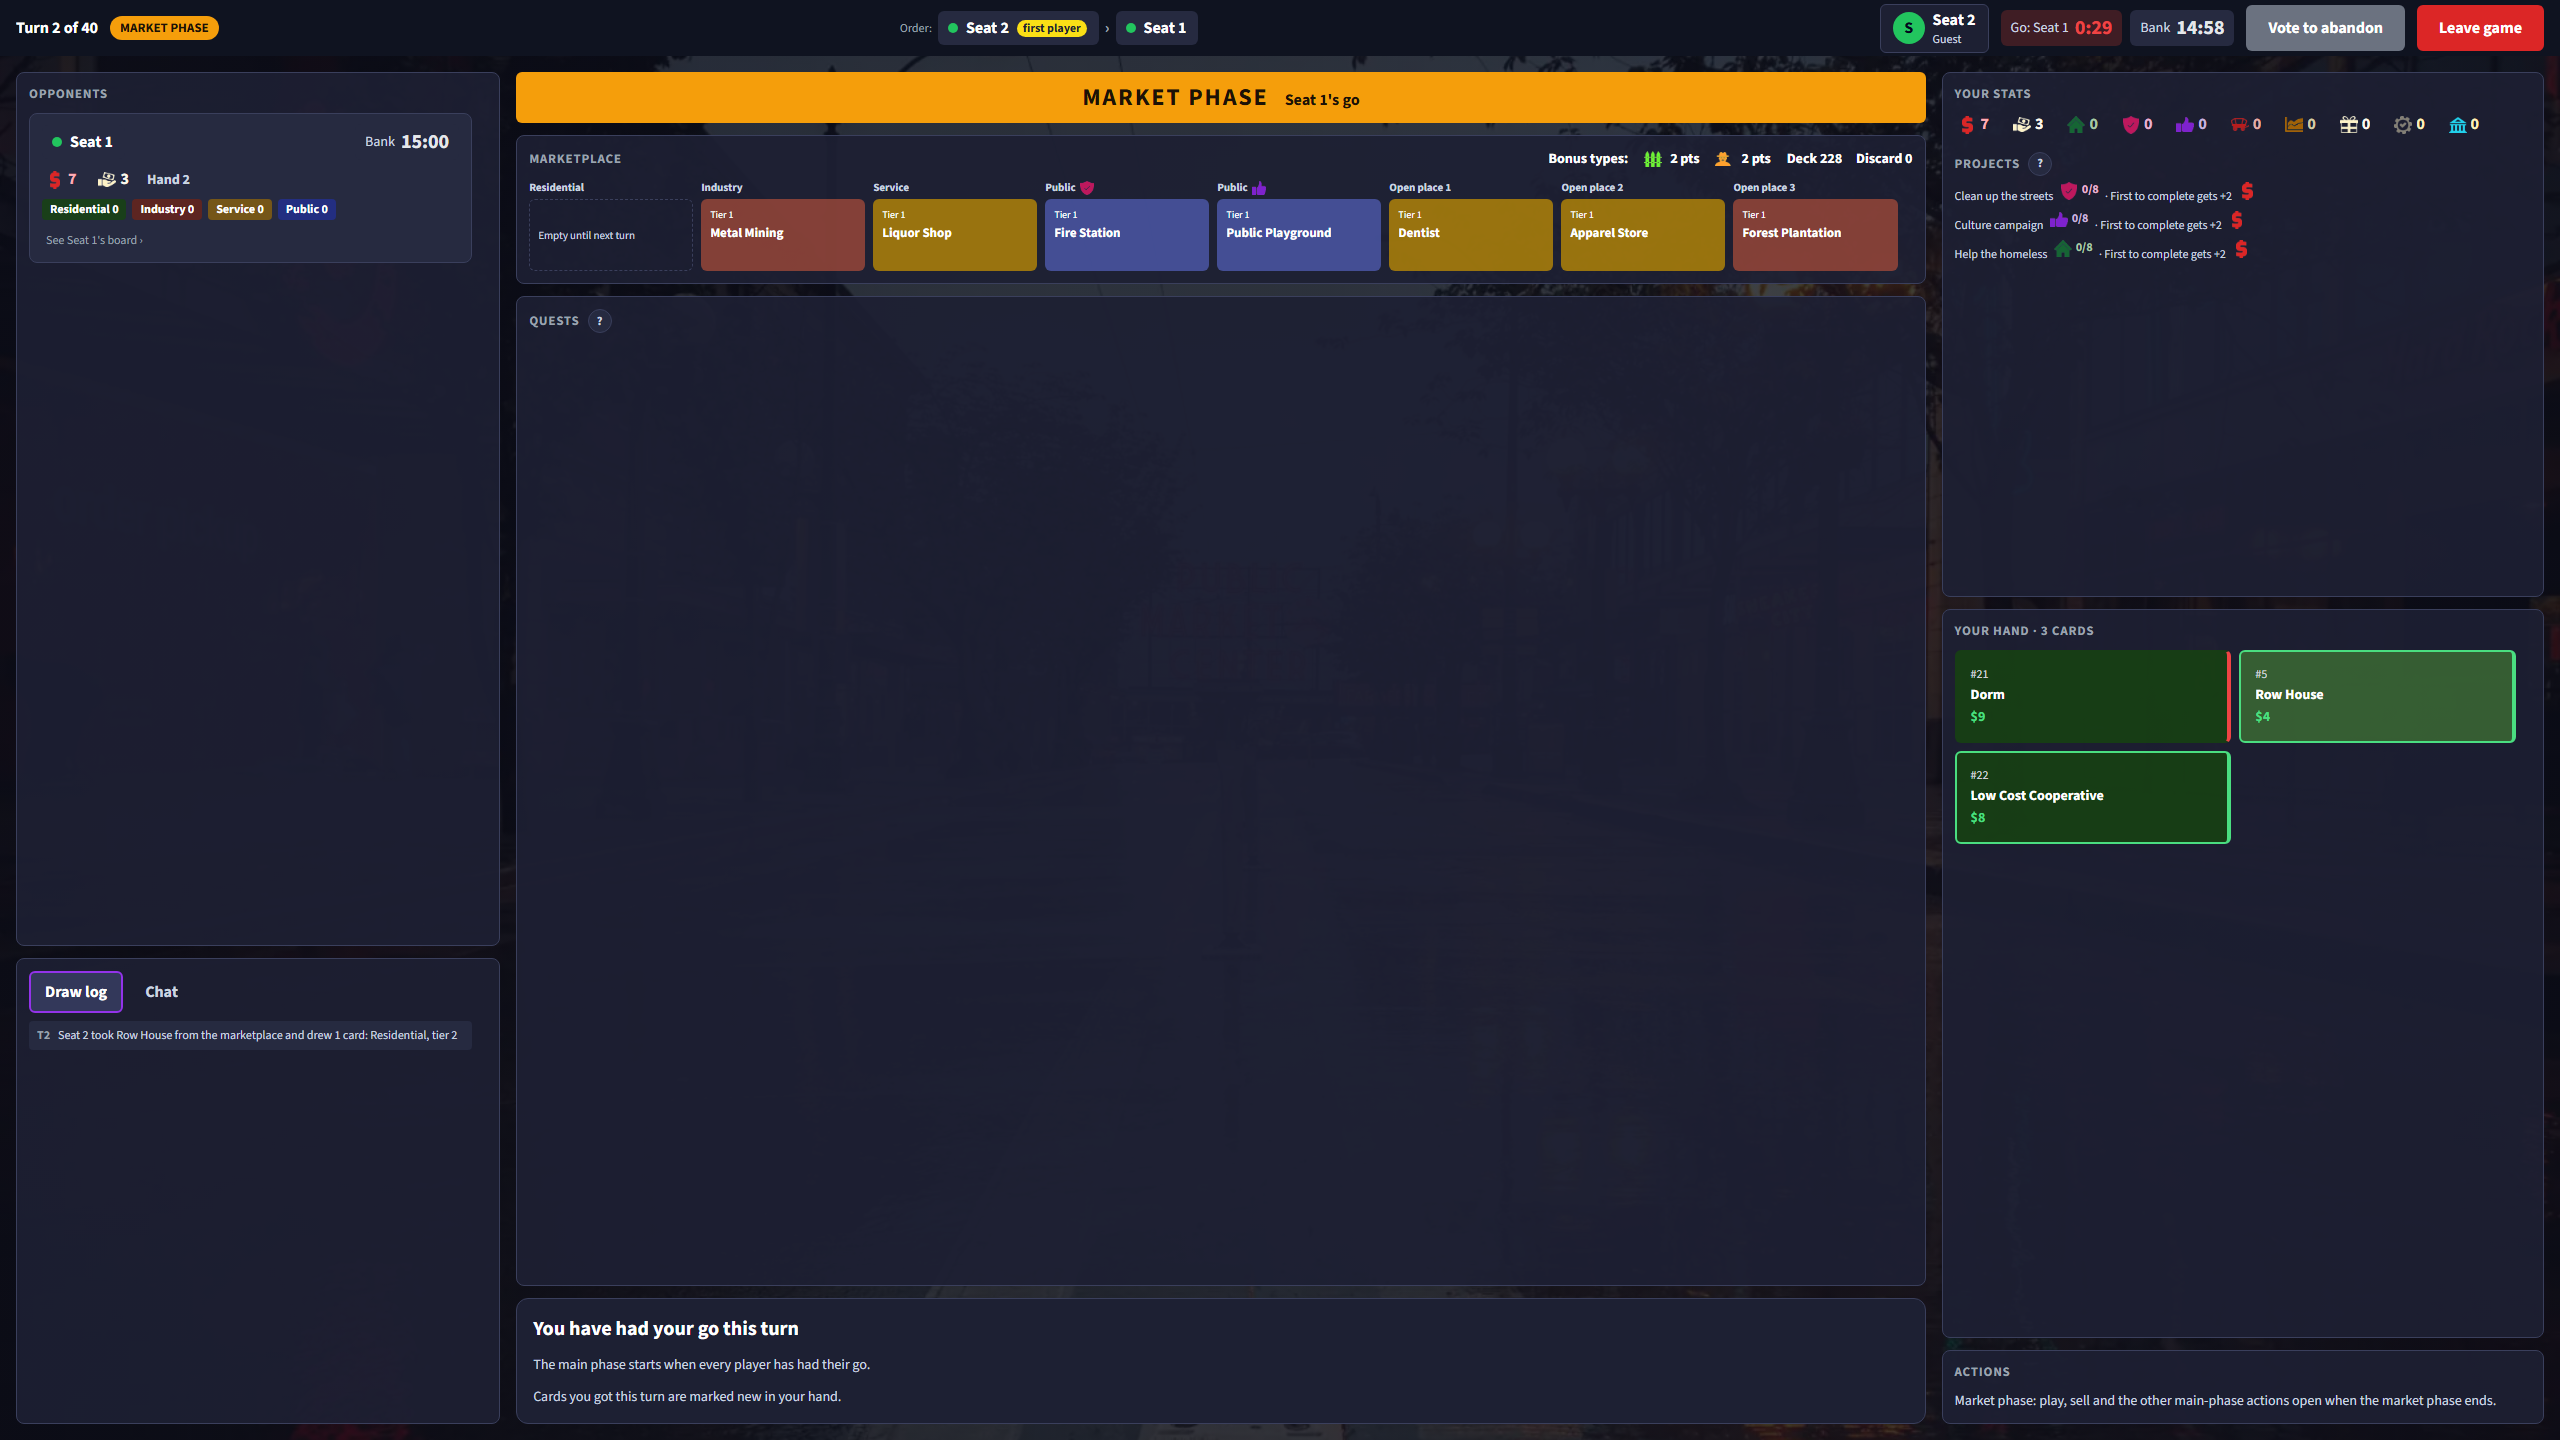 Turn 2 of 40 MARKET PHASE
Order: Seat 2 first player › Seat 1
S Seat 2 Guest
Go: Seat 1 0:29
Bank 14:58
Vote to abandon
Leave game
OPPONENTS
Seat 1 Bank 15:00
7 3 Hand 2
Residential 0 Industry 0 Service 0 Public 0
See Seat 1's board ›
Draw log Chat
T2 Seat 2 took Row House from the marketplace and drew 1 card: Residential, tier 2
MARKET PHASE Seat 1's go
MARKETPLACE
Bonus types: 2 pts 2 pts Deck 228 Discard 0
Residential
Empty until next turn
Industry
Tier 1
Metal Mining
Service
Tier 1
Liquor Shop
Public
Tier 1
Fire Station
Public
Tier 1
Public Playground
Open place 1
Tier 1
Dentist
Open place 2
Tier 1
Apparel Store
Open place 3
Tier 1
Forest Plantation
QUESTS ?
You have had your go this turn
The main phase starts when every player has had their go.
Cards you got this turn are marked new in your hand.
YOUR STATS
7 3 0 0 0 0 0 0 0 0
PROJECTS ?
Clean up the streets 0/8 · First to complete gets +2
Culture campaign 0/8 · First to complete gets +2
Help the homeless 0/8 · First to complete gets +2
YOUR HAND · 3 CARDS
#21
Dorm
$9
#5
Row House
$4
#22
Low Cost Cooperative
$8
ACTIONS
Market phase: play, sell and the other main-phase actions open when the market phase ends.